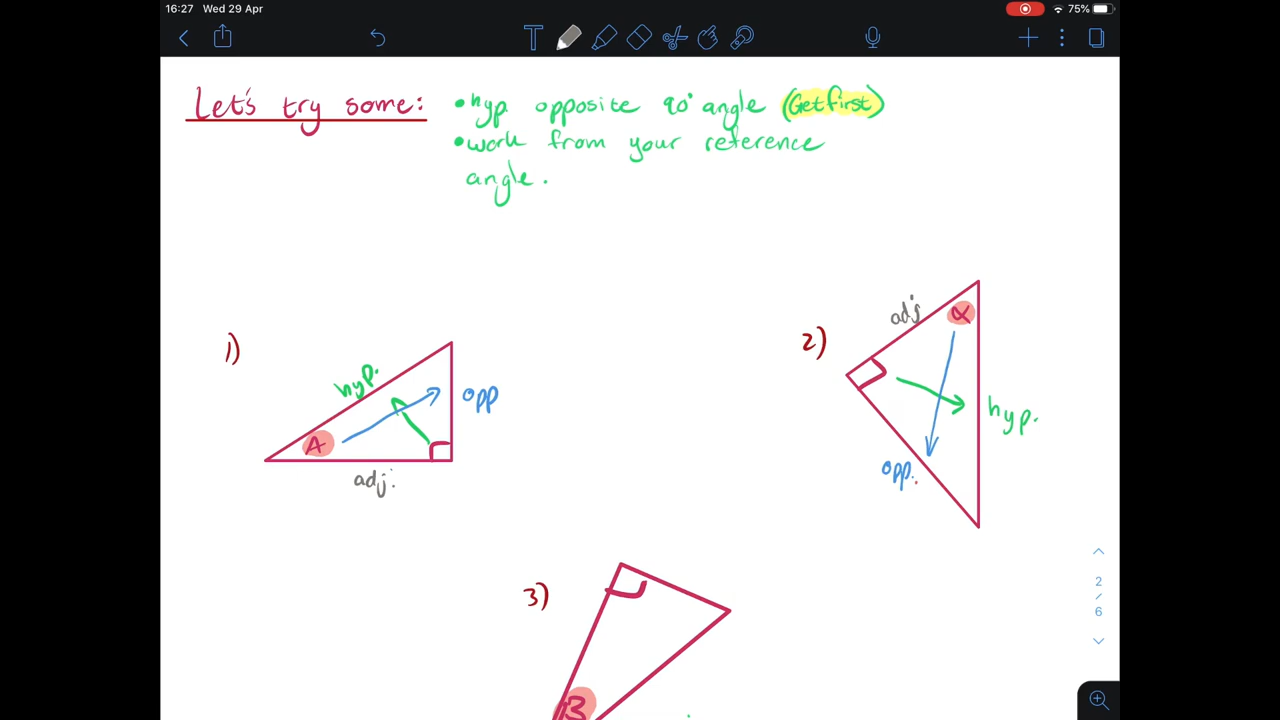 16:27 Wed 29 Apr
75%
Let's try some:
•hyp opposite 90° angle (Get first)
•work from your reference
angle.
1)
hyp.
opp
A
adj.
2)
adj
α
hyp.
opp.
3)
B
2
/
6